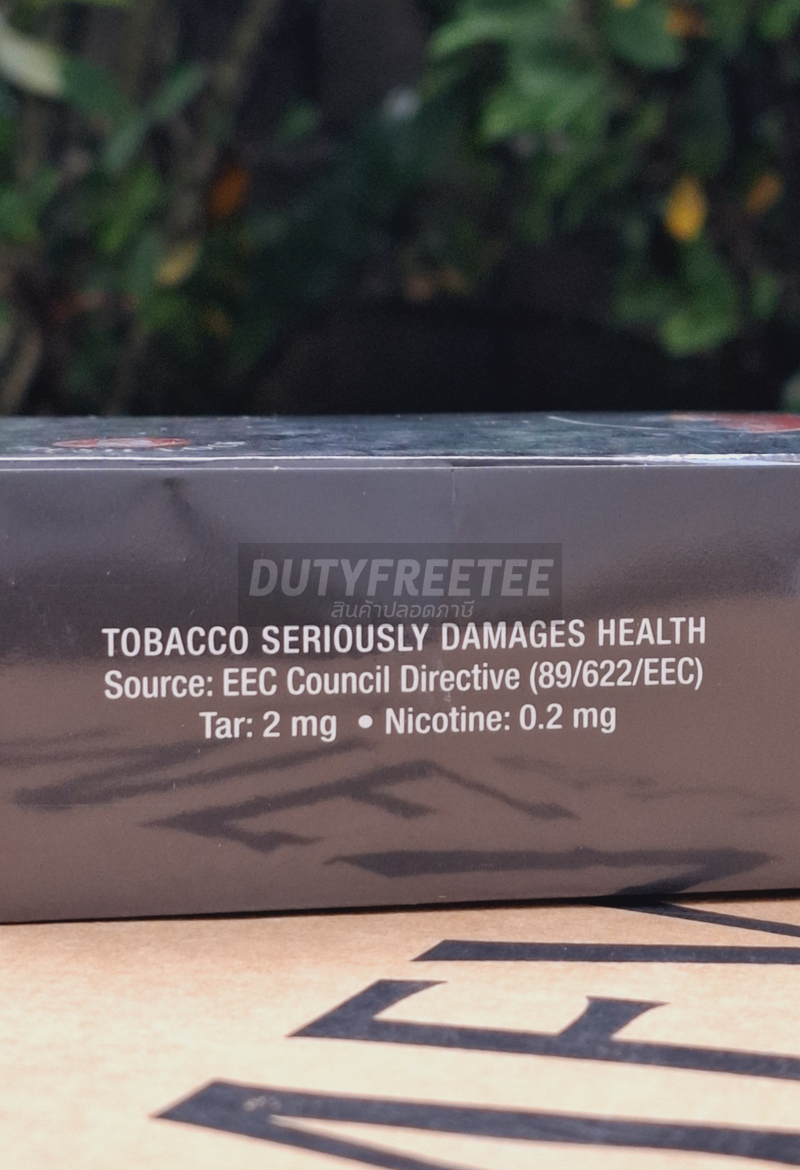 DUTYFREETEE
สินค้าปลอดภาษี
TOBACCO SERIOUSLY DAMAGES HEALTH
Source: EEC Council Directive (89/622/EEC)
Tar: 2 mg • Nicotine: 0.2 mg